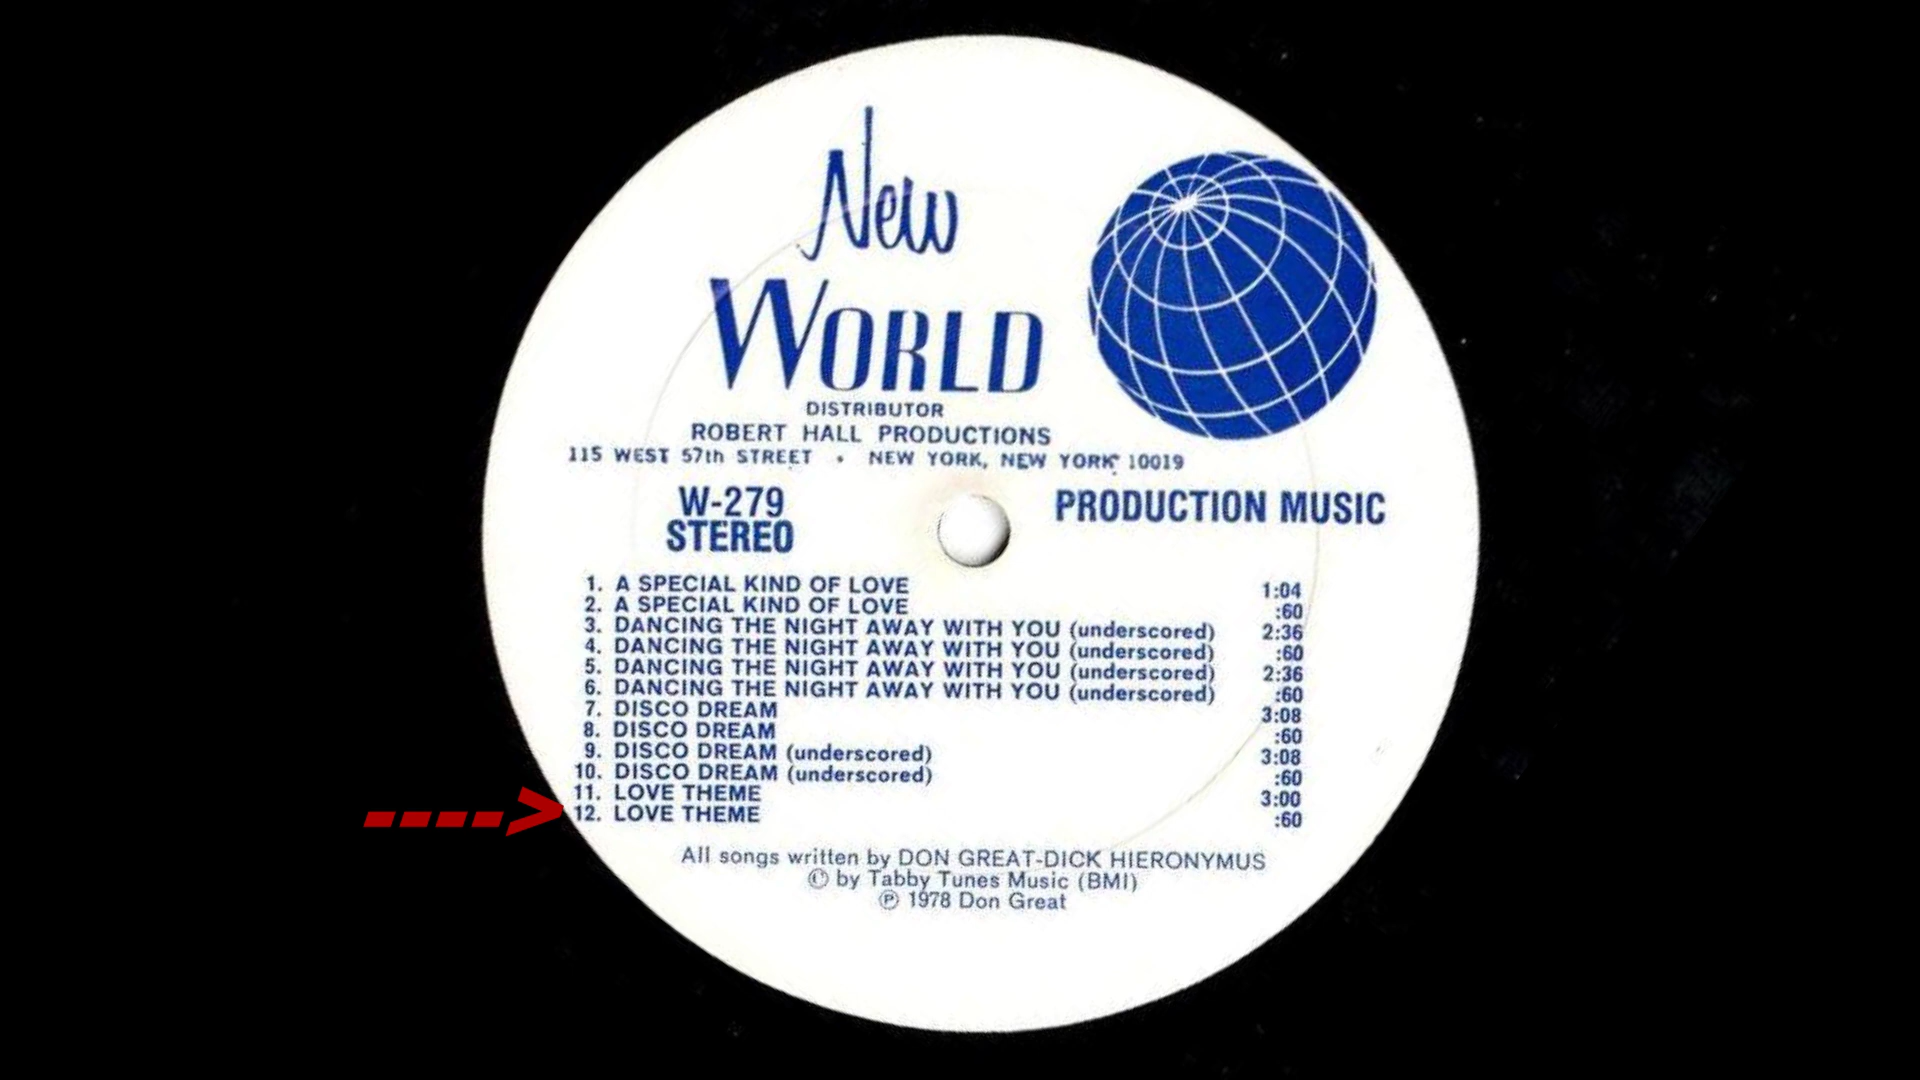 New
WORLD
DISTRIBUTOR
ROBERT HALL PRODUCTIONS
115 WEST 57th STREET • NEW YORK, NEW YORK 10019
W-279
STEREO
PRODUCTION MUSIC
1. A SPECIAL KIND OF LOVE 1:04
2. A SPECIAL KIND OF LOVE :60
3. DANCING THE NIGHT AWAY WITH YOU (underscored) 2:36
4. DANCING THE NIGHT AWAY WITH YOU (underscored) :60
5. DANCING THE NIGHT AWAY WITH YOU (underscored) 2:36
6. DANCING THE NIGHT AWAY WITH YOU (underscored) :60
7. DISCO DREAM 3:08
8. DISCO DREAM :60
9. DISCO DREAM (underscored) 3:08
10. DISCO DREAM (underscored) :60
11. LOVE THEME 3:00
12. LOVE THEME :60
All songs written by DON GREAT-DICK HIERONYMUS
© by Tabby Tunes Music (BMI)
℗ 1978 Don Great